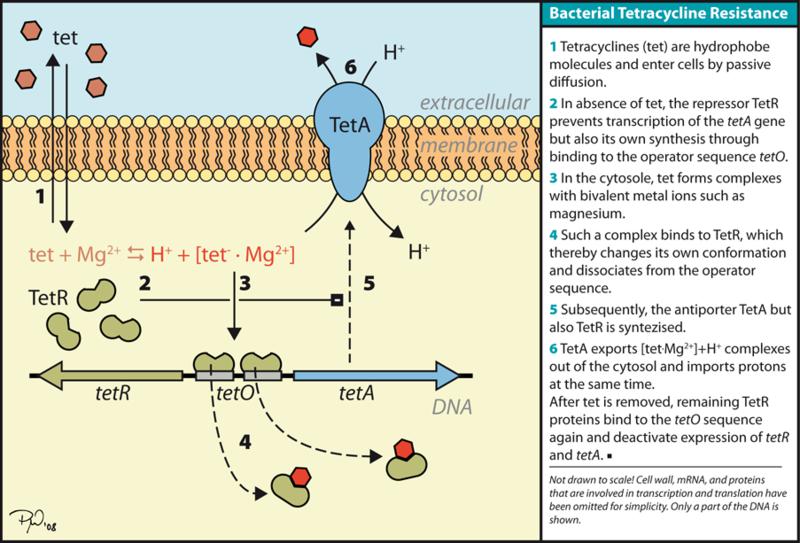 tet
H⁺
6
TetA
extracellular
membrane
cytosol
1
tet + Mg²⁺ ⇆ H⁺ + [tet⁻ · Mg²⁺]
H⁺
TetR
2
3
5
tetR
tetO
tetA
DNA
4
'08
Bacterial Tetracycline Resistance
1 Tetracyclines (tet) are hydrophobe
molecules and enter cells by passive
diffusion.
2 In absence of tet, the repressor TetR
prevents transcription of the tetA gene
but also its own synthesis through
binding to the operator sequence tetO.
3 In the cytosole, tet forms complexes
with bivalent metal ions such as
magnesium.
4 Such a complex binds to TetR, which
thereby changes its own conformation
and dissociates from the operator
sequence.
5 Subsequently, the antiporter TetA but
also TetR is syntezised.
6 TetA exports [tet·Mg²⁺]+H⁺ complexes
out of the cytosol and imports protons
at the same time.
After tet is removed, remaining TetR
proteins bind to the tetO sequence
again and deactivate expression of tetR
and tetA. ▪
Not drawn to scale! Cell wall, mRNA, and proteins
that are involved in transcription and translation have
been omitted for simplicity. Only a part of the DNA is
shown.